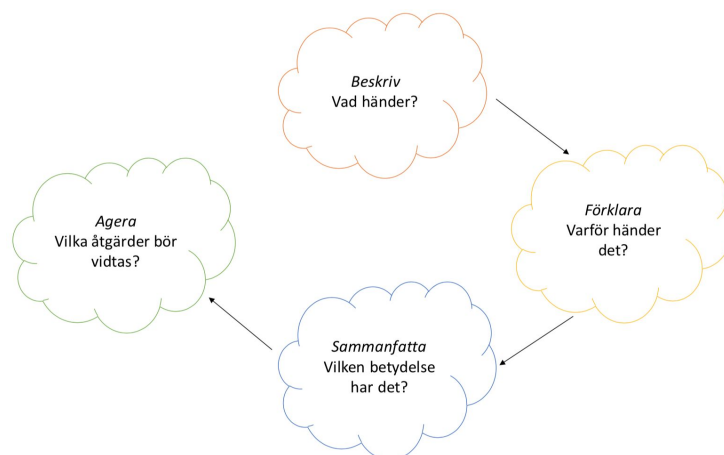 Beskriv
Vad händer?
Förklara
Varför händer
det?
Sammanfatta
Vilken betydelse
har det?
Agera
Vilka åtgärder bör
vidtas?